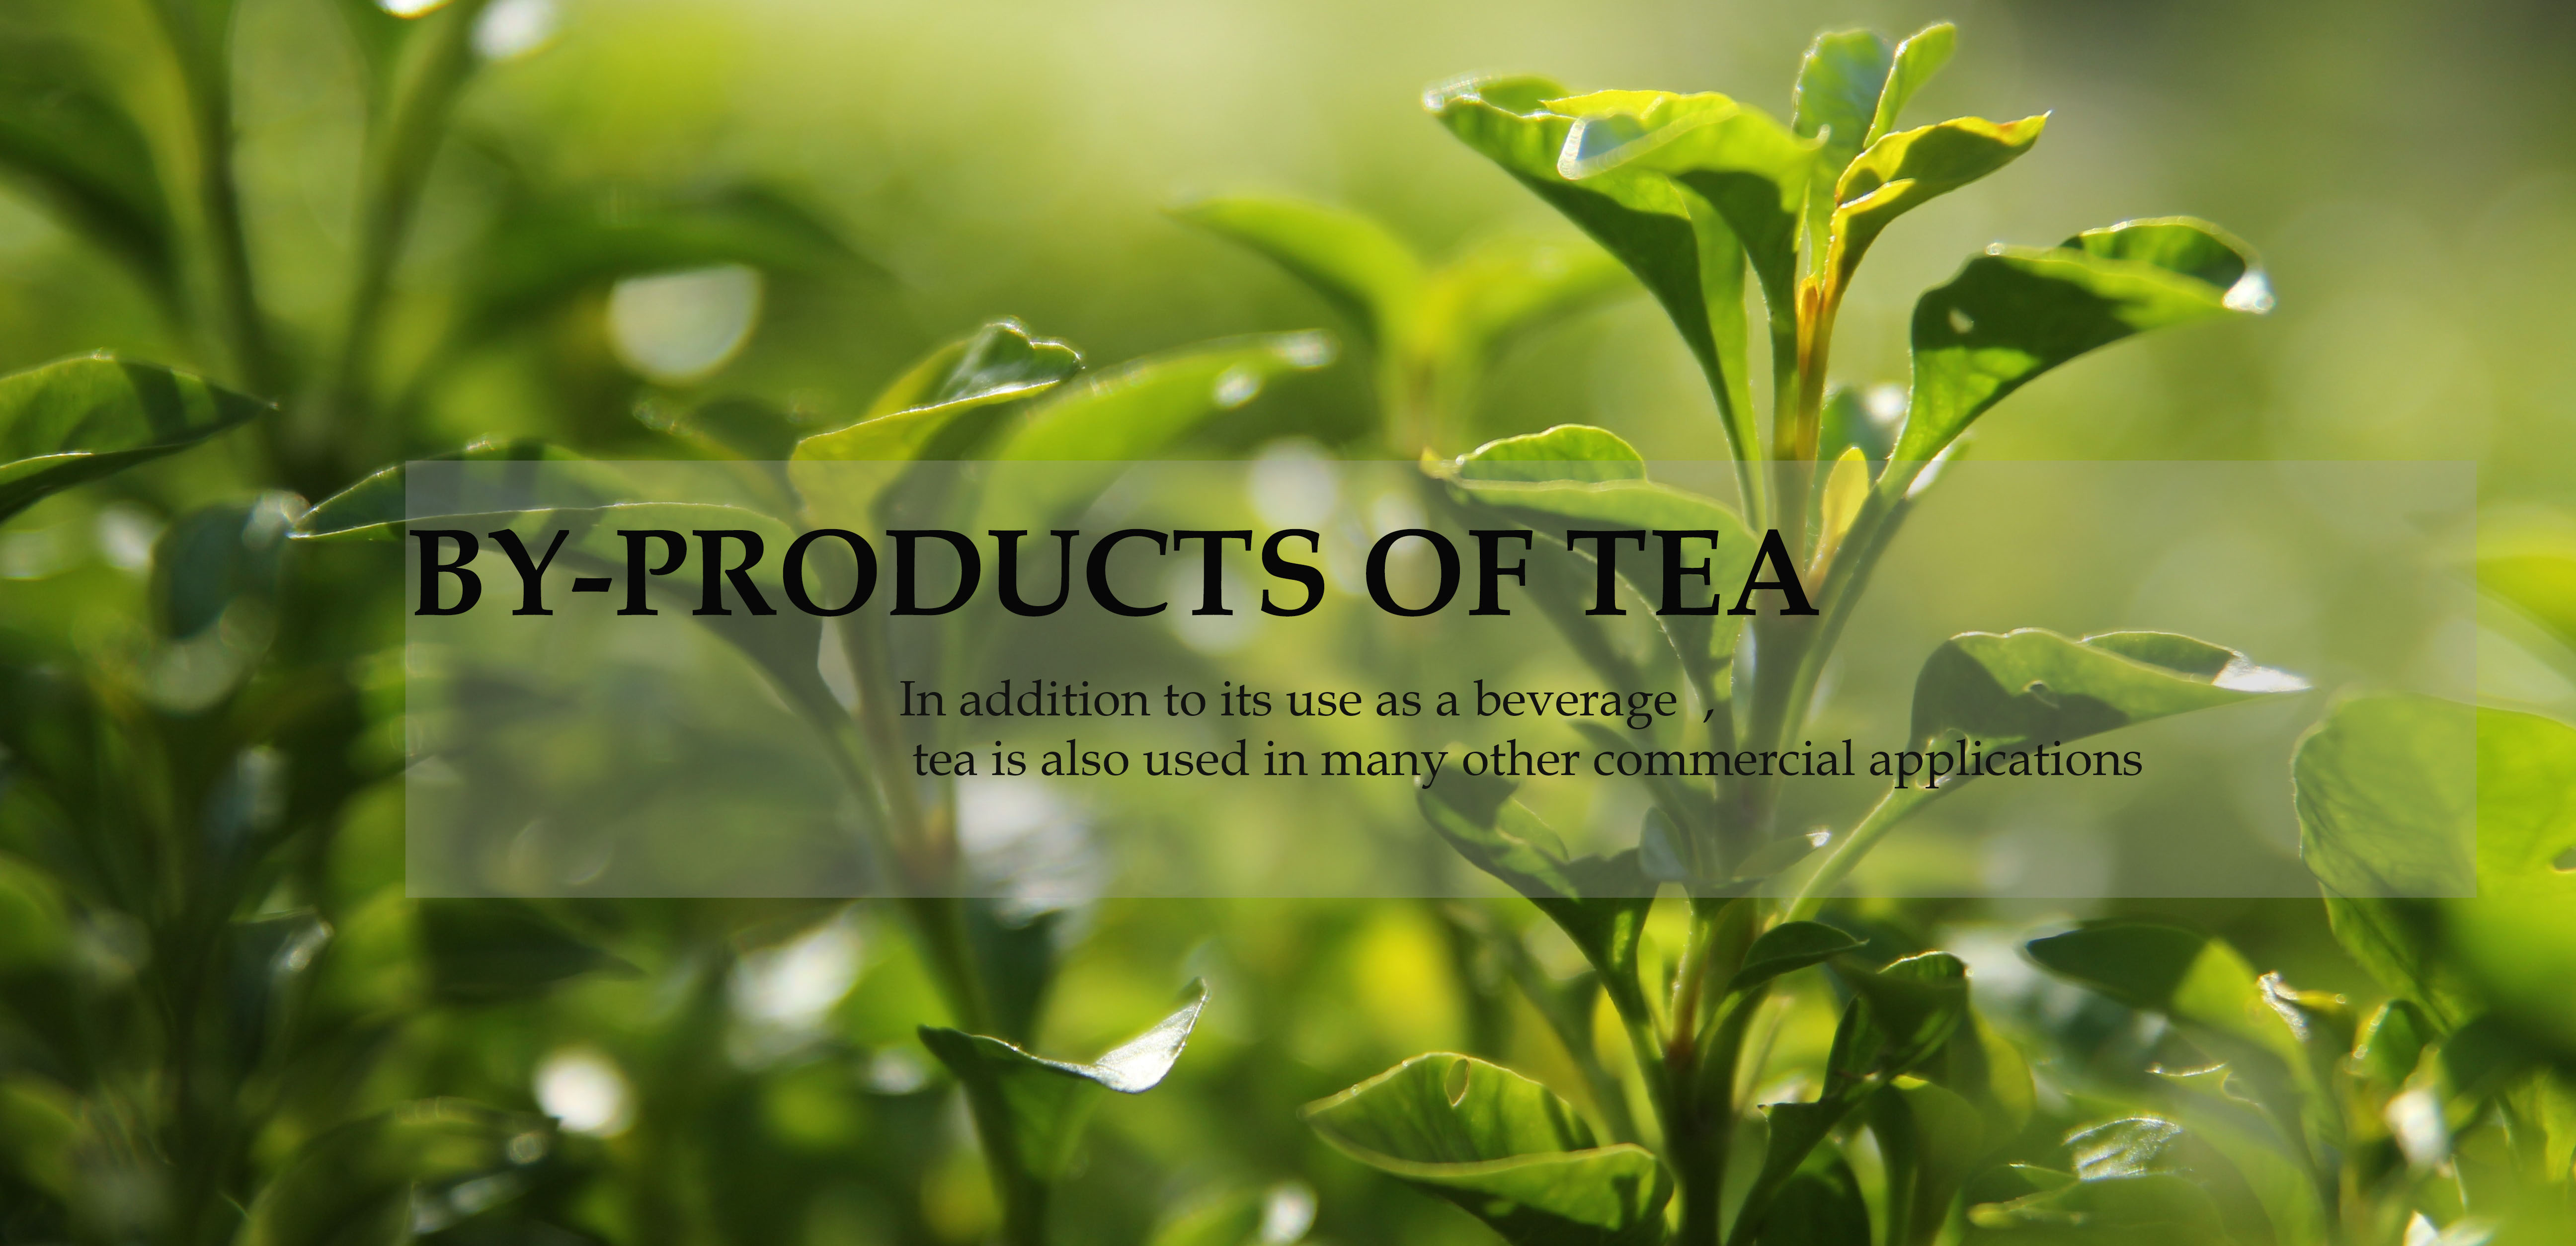 BY-PRODUCTS OF TEA
In addition to its use as a beverage ,
tea is also used in many other commercial applications